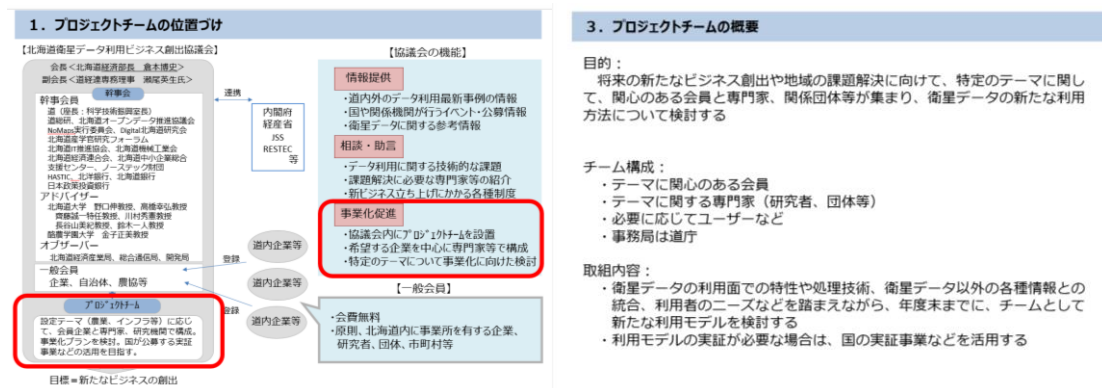 1．プロジェクトチームの位置づけ
【北海道衛星データ利用ビジネス創出協議会】
会長＜北海道経済部長　倉本博史＞
副会長＜道経連専務理事　瀬尾英生氏＞
幹事会
幹事会員
道（座長：科学技術振興室長）
道総研、北海道オープンデータ推進協議会
NoMaps実行委員会、Digital北海道研究会
北海道産学官研究フォーラム
北海道IT推進協会、北海道機械工業会
北海道経済連合会、北海道中小企業総合
支援センター、ノーステック財団
HASTIC、北洋銀行、北海道銀行
日本政策投資銀行
アドバイザー
北海道大学　野口伸教授、高橋幸弘教授
齊藤誠一特任教授、川村秀憲教授
長谷山美紀教授、鈴木一人教授
酪農学園大学　金子正美教授
オブザーバー
北海道経済産業局、総合通信局、開発局
一般会員
企業、自治体、農協等
ﾌﾟﾛｼﾞｪｸﾄﾁｰﾑ
設定テーマ（農業、インフラ等）に応じ
て、会員企業と専門家、研究機関で構成。
事業化プランを検討。国が公募する実証
事業などの活用を目指す。
目標＝新たなビジネスの創出
連携
内閣府
経産省
JSS
RESTEC
等
登録
道内企業等
道内企業等
登録
道内企業等
【協議会の機能】
情報提供
・道内外のデータ利用最新事例の情報
・国や関係機関が行うイベント・公募情報
・衛星データに関する参考情報
相談・助言
・データ利用に関する技術的な課題
・課題解決に必要な専門家等の紹介
・新ビジネス立ち上げにかかる各種制度
事業化促進
・協議会内にﾌﾟﾛｼﾞｪｸﾄﾁｰﾑを設置
・希望する企業を中心に専門家等で構成
・特定のテーマについて事業化に向けた検討
【一般会員】
・会費無料
・原則、北海道内に事業所を有する企業、
研究者、団体、市町村等
3．プロジェクトチームの概要
目的：
将来の新たなビジネス創出や地域の課題解決に向けて、特定のテーマに関し
て、関心のある会員と専門家、関係団体等が集まり、衛星データの新たな利用
方法について検討する
チーム構成：
・テーマに関心のある会員
・テーマに関する専門家（研究者、団体等）
・必要に応じてユーザーなど
・事務局は道庁
取組内容：
・衛星データの利用面での特性や処理技術、衛星データ以外の各種情報との
統合、利用者のニーズなどを踏まえながら、年度末までに、チームとして
新たな利用モデルを検討する
・利用モデルの実証が必要な場合は、国の実証事業などを活用する